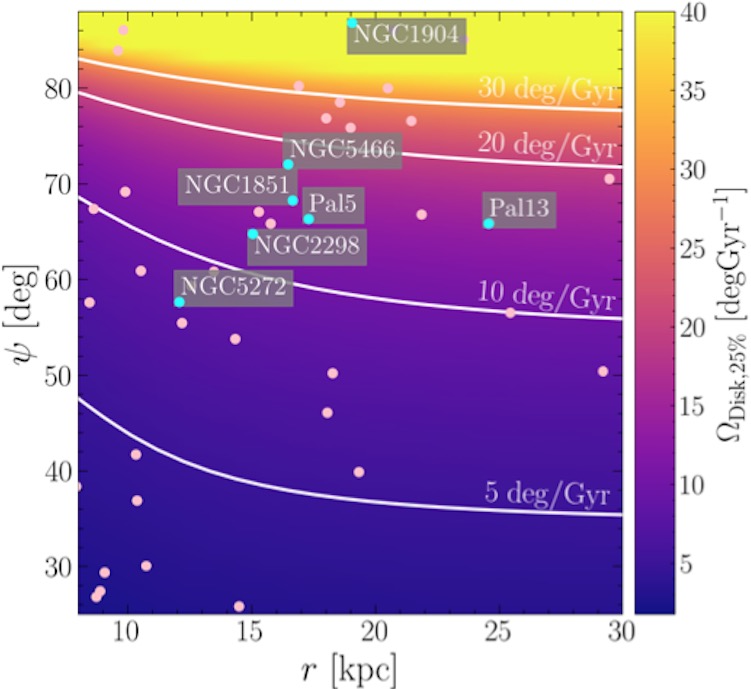 NGC1904
30 deg/Gyr
20 deg/Gyr
NGC5466
NGC1851
Pal5
Pal13
NGC2298
NGC5272
10 deg/Gyr
5 deg/Gyr
80
70
60
50
40
30
ψ [deg]
10
15
20
25
30
r [kpc]
40
35
30
25
20
15
10
5
Ω_Disk,25% [degGyr⁻¹]